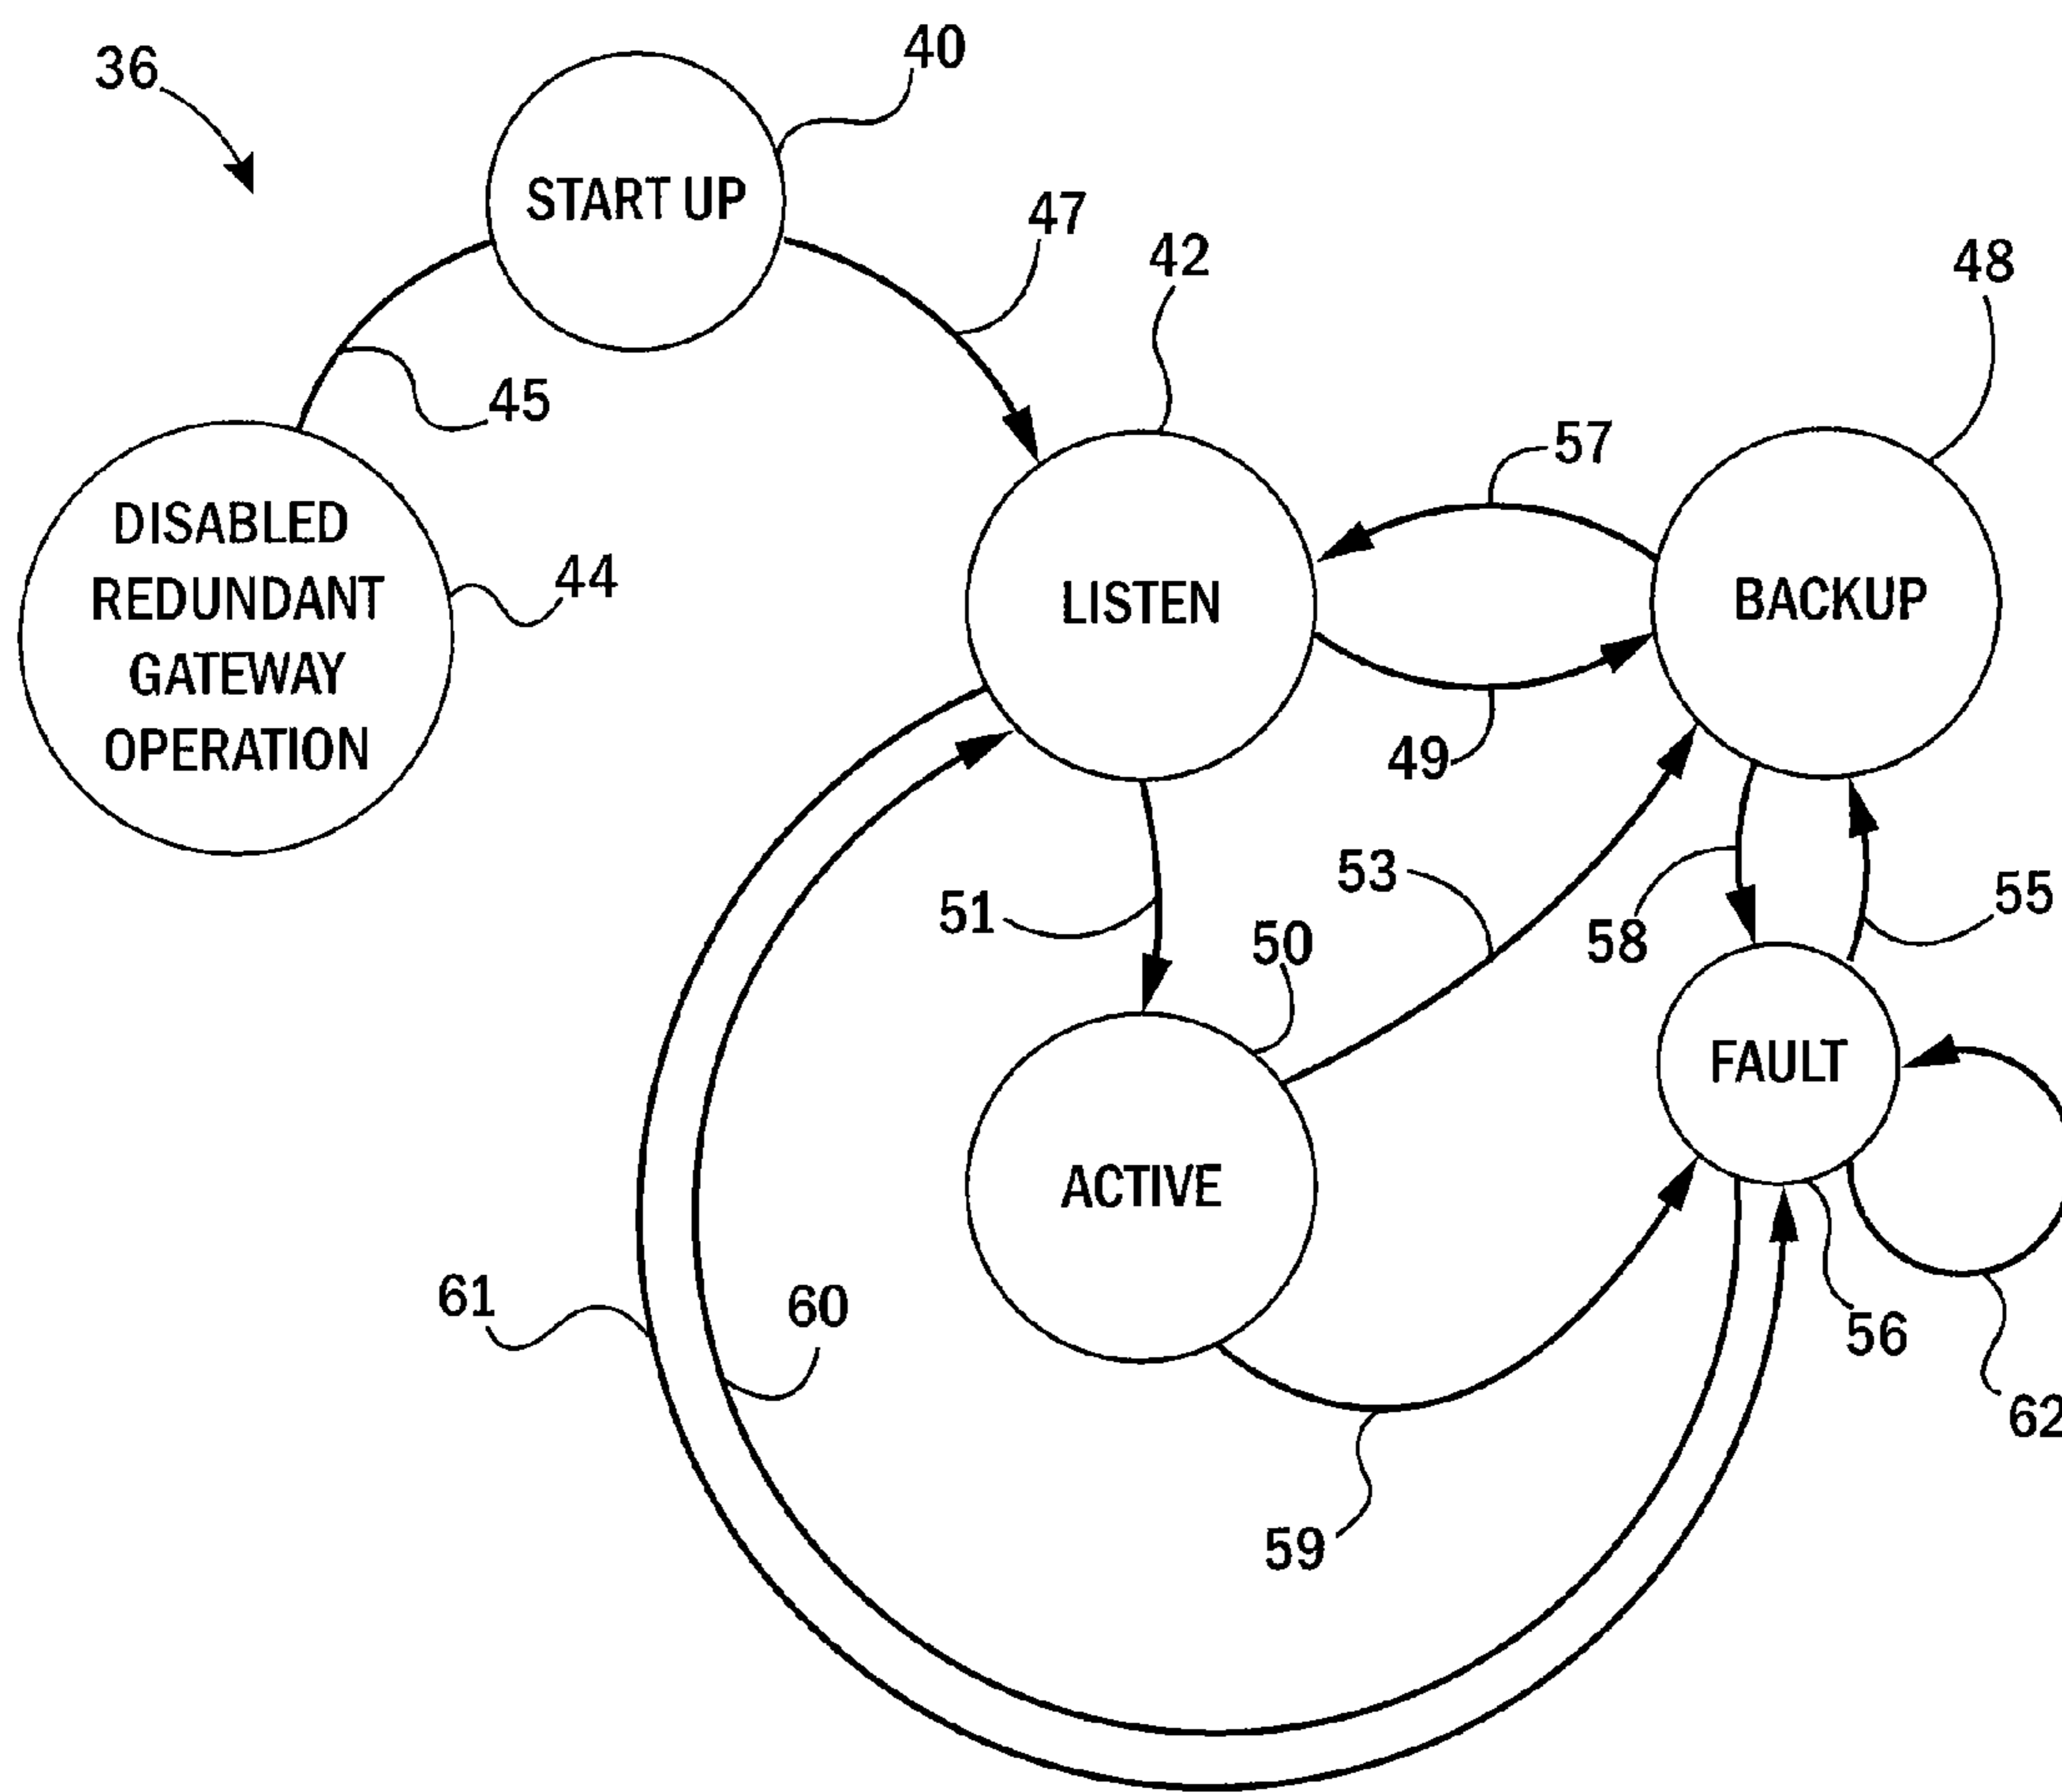 36
40
START UP
47
42
48
45
57
DISABLED
REDUNDANT
GATEWAY
OPERATION
44
LISTEN
BACKUP
49
53
51
50
58
55
FAULT
ACTIVE
61
60
56
62
59